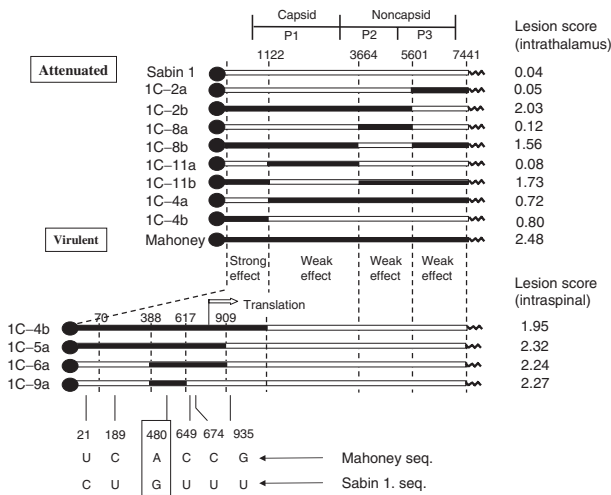 Capsid Noncapsid
P1 P2 P3
Lesion score
(intrathalamus)
1122 3664 5601 7441
Attenuated
Sabin 1 0.04
1C–2a 0.05
1C–2b 2.03
1C–8a 0.12
1C–8b 1.56
1C–11a 0.08
1C–11b 1.73
1C–4a 0.72
1C–4b 0.80
Virulent
Mahoney 2.48
Strong effect Weak effect Weak effect Weak effect
Lesion score
(intraspinal)
Translation
70 388 617 909
1C–4b 1.95
1C–5a 2.32
1C–6a 2.24
1C–9a 2.27
21 189 480 649 674 935
U C A C C G Mahoney seq.
C U G U U U Sabin 1. seq.